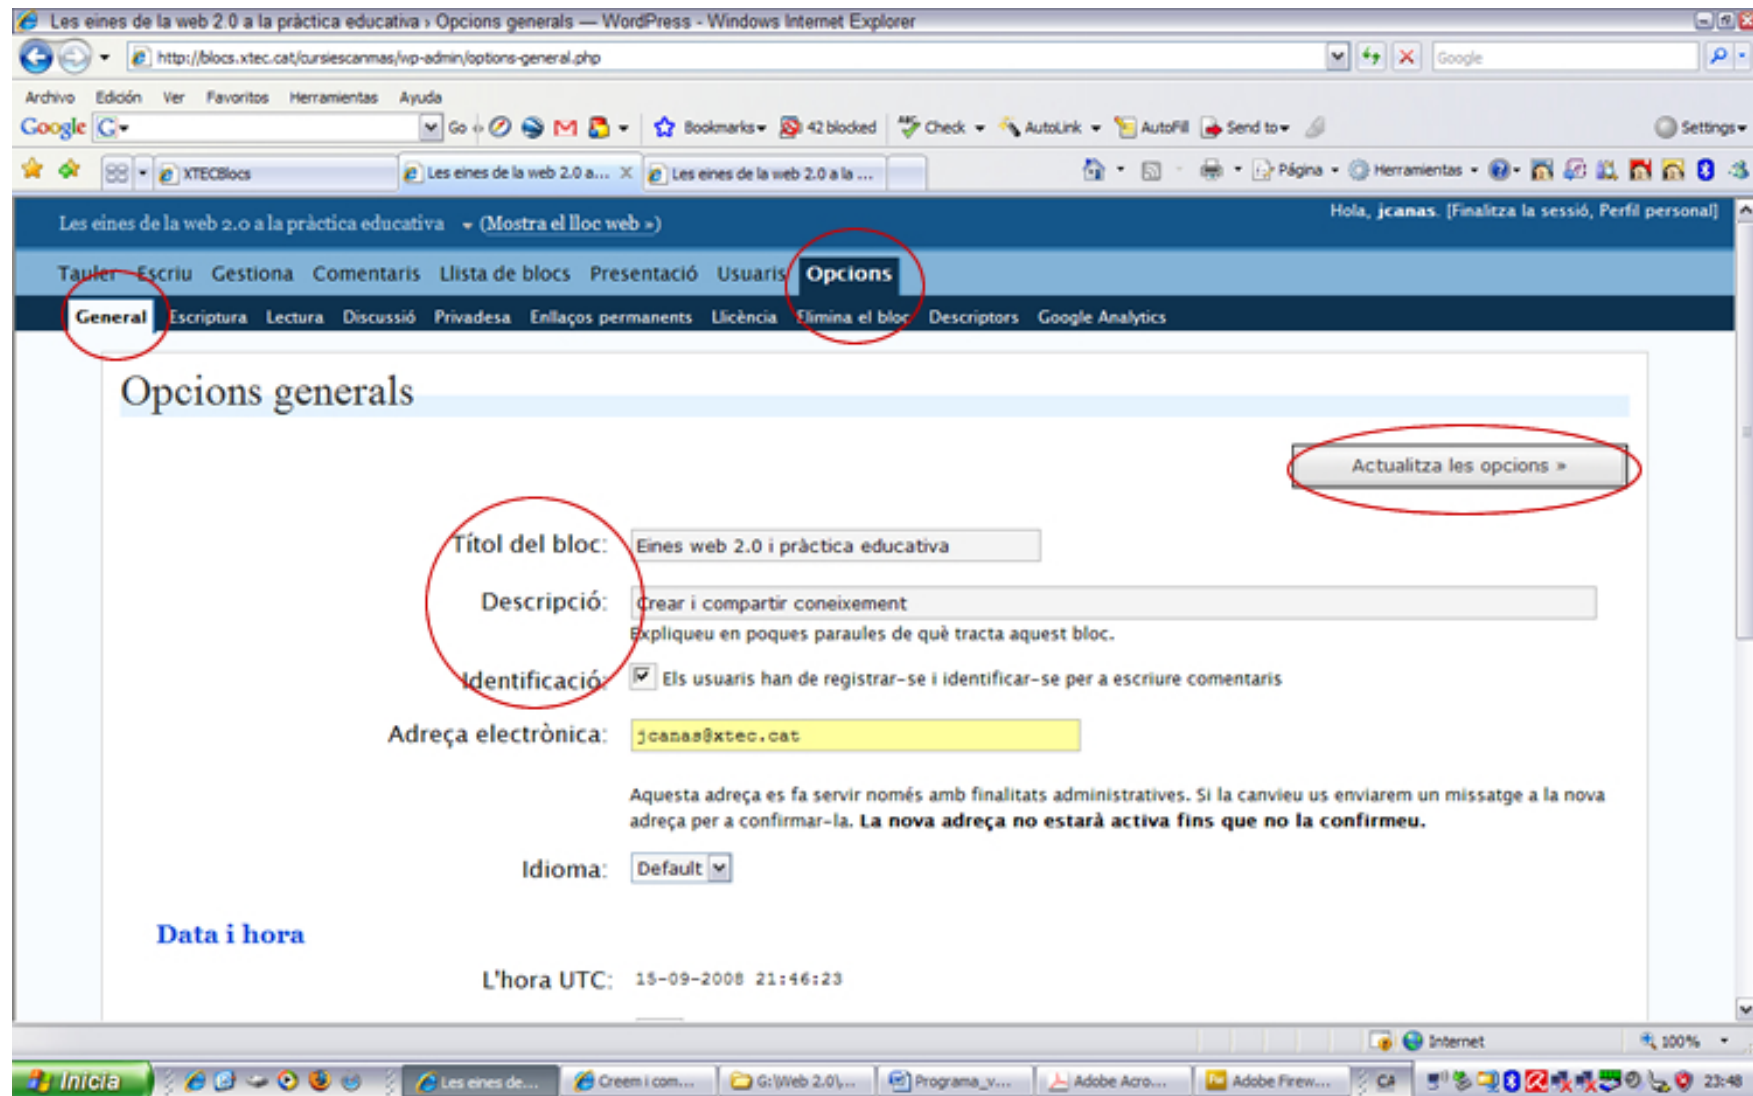 Les eines de la web 2.0 a la pràctica educativa › Opcions generals — WordPress - Windows Internet Explorer
http://blocs.xtec.cat/cursiescanmas/wp-admin/options-general.php
Google
Archivo Edición Ver Favoritos Herramientas Ayuda
Google G Go Bookmarks 42 blocked Check AutoLink AutoFill Send to Settings
XTECBlocs Les eines de la web 2.0 a... Les eines de la web 2.0 a la ... Página Herramientas
Les eines de la web 2.0 a la pràctica educativa (Mostra el lloc web »)
Hola, jcanas. [Finalitza la sessió, Perfil personal]
Tauler Escriu Gestiona Comentaris Llista de blocs Presentació Usuaris Opcions
General Escriptura Lectura Discussió Privadesa Enllaços permanents Llicència Elimina el bloc Descriptors Google Analytics
Opcions generals
Actualitza les opcions »
Títol del bloc: Eines web 2.0 i pràctica educativa
Descripció: Crear i compartir coneixement
Expliqueu en poques paraules de què tracta aquest bloc.
Identificació: Els usuaris han de registrar-se i identificar-se per a escriure comentaris
Adreça electrònica: jcanas@xtec.cat
Aquesta adreça es fa servir només amb finalitats administratives. Si la canvieu us enviarem un missatge a la nova
adreça per a confirmar-la. La nova adreça no estarà activa fins que no la confirmeu.
Idioma: Default
Data i hora
L'hora UTC: 15-09-2008 21:46:23
Internet 100%
Inicia Les eines de... Creem i com... G:\Web 2.0\... Programa_v... Adobe Acro... Adobe Firew... CA 23:48